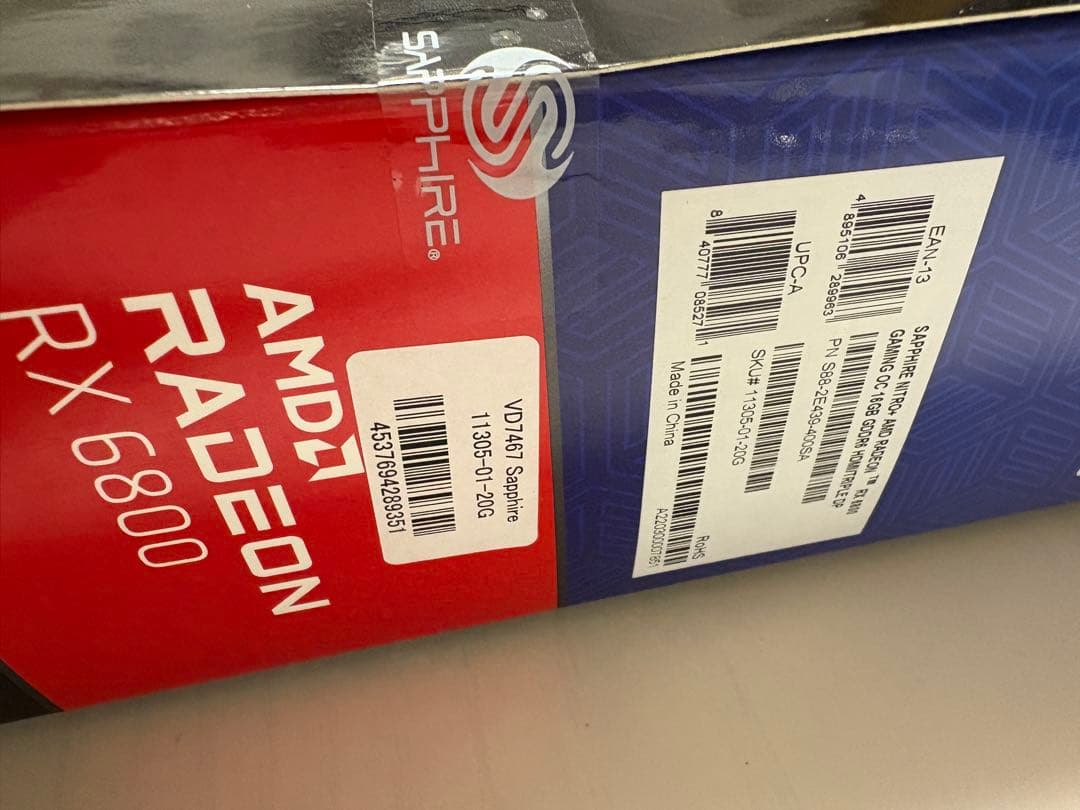 SAPPHIRE®
AMD
RADEON
RX 6800
VD7467 Sapphire
11305-01-20G
4537694289351
EAN-13
4 895106 289963
UPC-A
8 40777 08527 1
SAPPHIRE NITRO+ AMD RADEON™ RX 6800
GAMING OC 16GB GDDR6 HDMI/TRIPLE DP
PN S88-2E439-400SA
SKU# 11305-01-20G
Made in China
RoHS